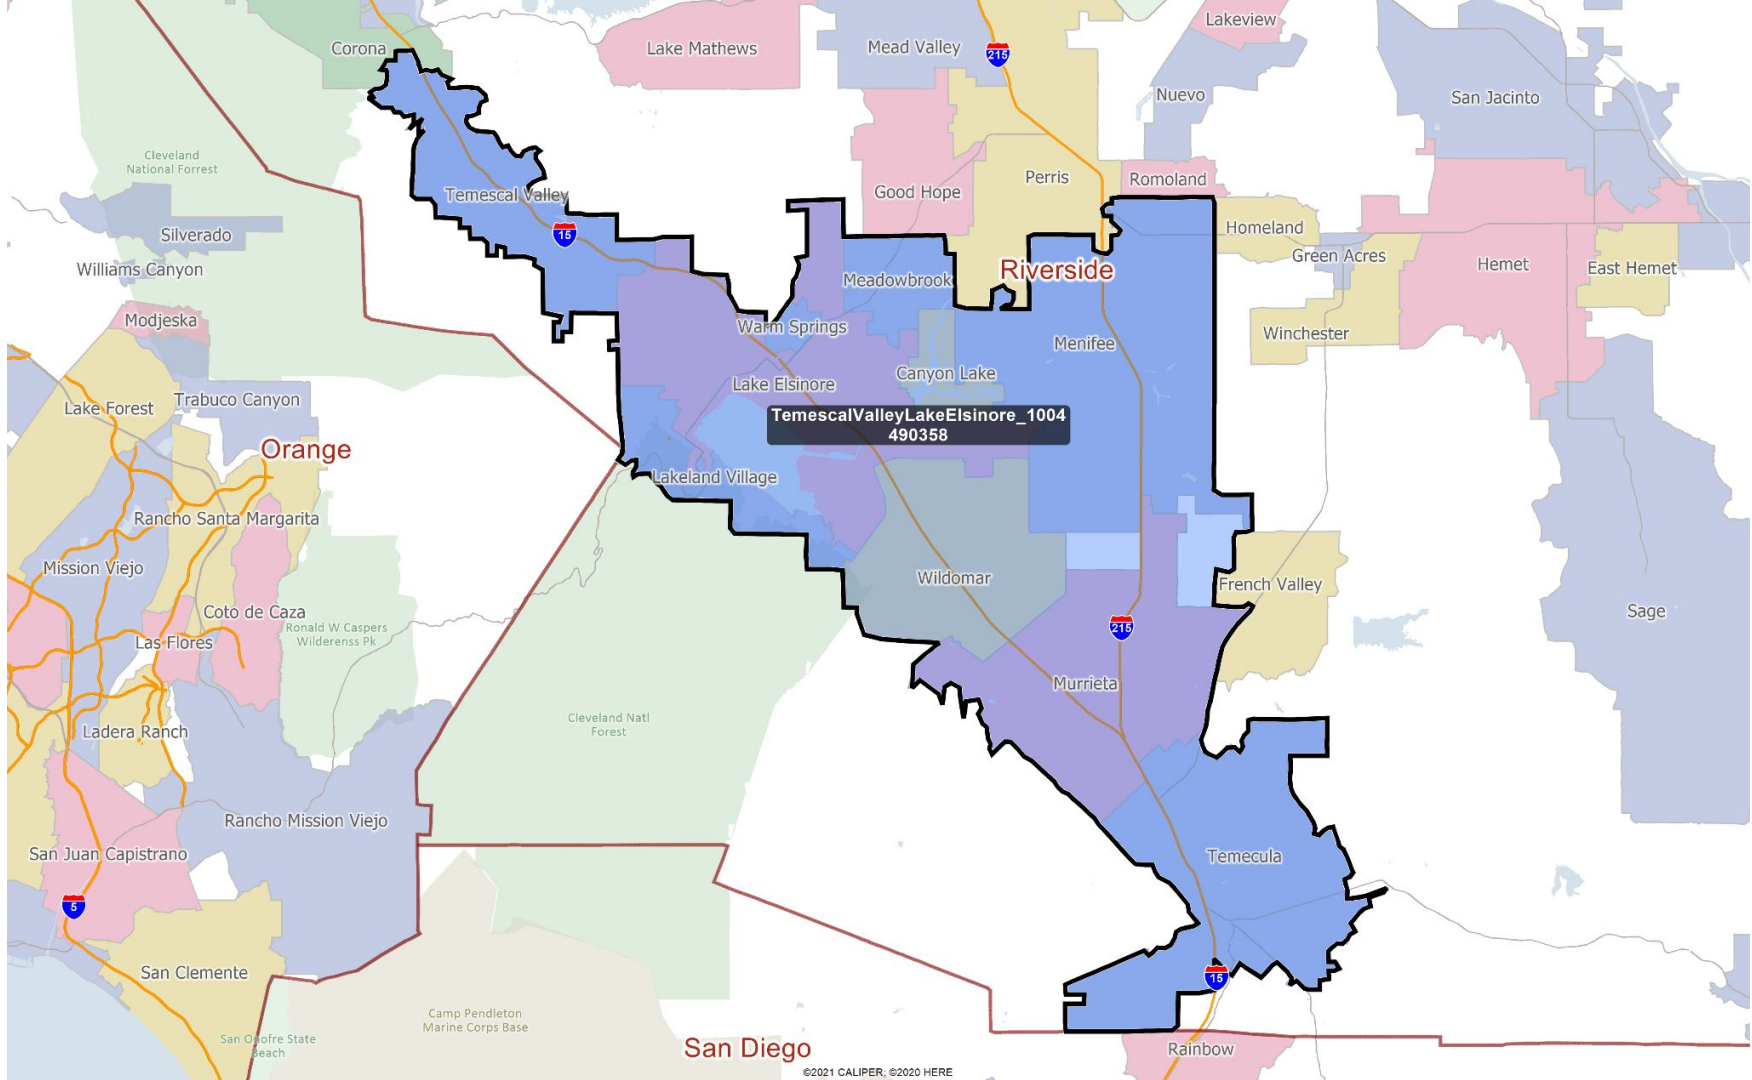 Lakeview
Corona
Lake Mathews
Mead Valley
215
Nuevo
San Jacinto
Cleveland
National Forrest
Temescal Valley
Good Hope
Perris
Romoland
15
Silverado
Williams Canyon
Homeland
Green Acres
Riverside
Hemet
East Hemet
Meadowbrook
Modjeska
Warm Springs
Menifee
Winchester
Canyon Lake
Lake Elsinore
Lake Forest
Trabuco Canyon
TemescalValleyLakeElsinore_1004
490358
Orange
Lakeland Village
Rancho Santa Margarita
Mission Viejo
Wildomar
French Valley
Coto de Caza
Sage
Ronald W Caspers
Wilderenss Pk
Las Flores
215
Murrieta
Cleveland Natl
Forest
Ladera Ranch
Rancho Mission Viejo
San Juan Capistrano
Temecula
5
San Clemente
15
Camp Pendleton
Marine Corps Base
San Onofre State
Beach
San Diego
Rainbow
©2021 CALIPER; ©2020 HERE